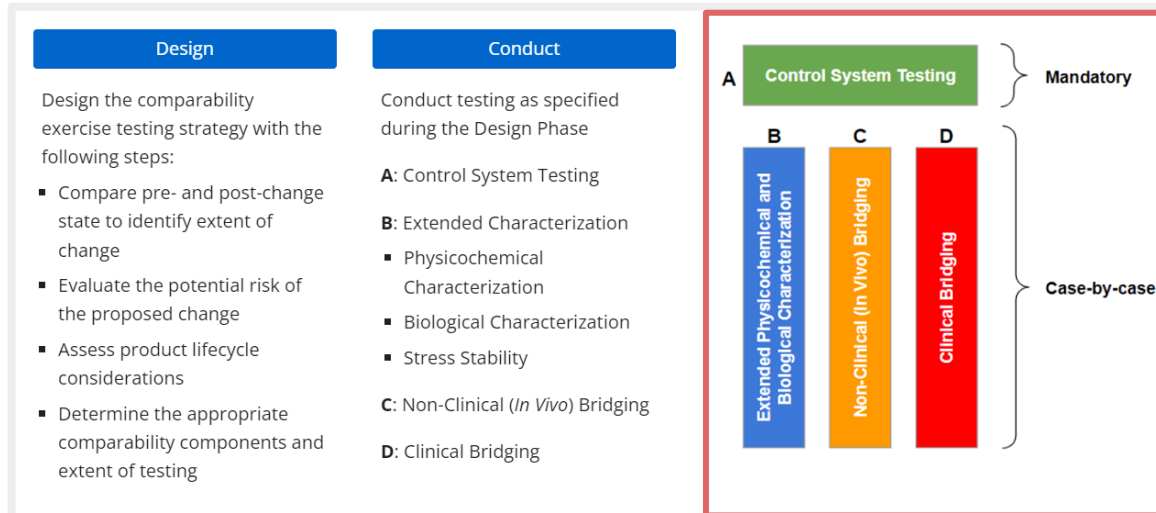 Design
Design the comparability
exercise testing strategy with the
following steps:
▪ Compare pre- and post-change
state to identify extent of
change
▪ Evaluate the potential risk of
the proposed change
▪ Assess product lifecycle
considerations
▪ Determine the appropriate
comparability components and
extent of testing
Conduct
Conduct testing as specified
during the Design Phase
A: Control System Testing
B: Extended Characterization
▪ Physicochemical
Characterization
▪ Biological Characterization
▪ Stress Stability
C: Non-Clinical (In Vivo) Bridging
D: Clinical Bridging
A
Control System Testing
Mandatory
B
C
D
Extended Physicochemical and
Biological Characterization
Non-Clinical (In Vivo) Bridging
Clinical Bridging
Case-by-case